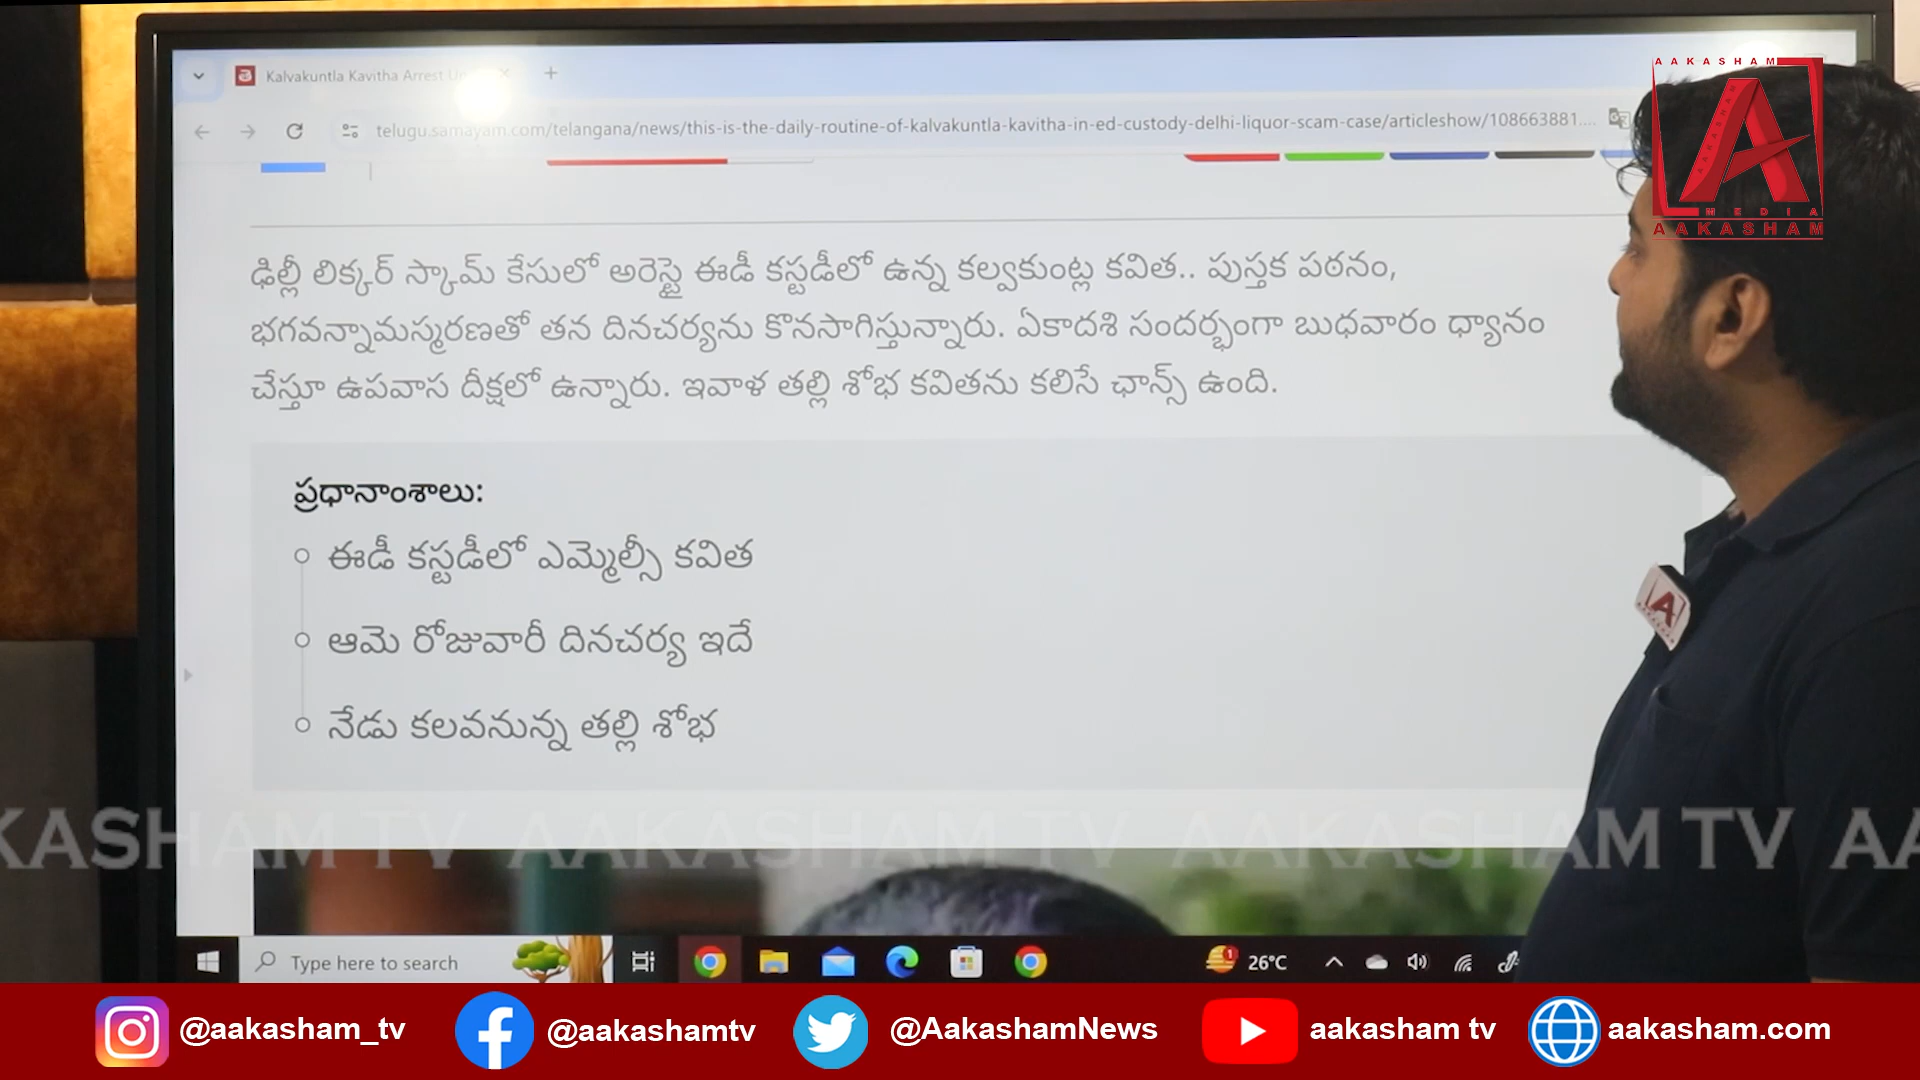 Kalvakuntla Kavitha Arrest
telugu.samayam.com/telangana/news/this-is-the-daily-routine-of-kalvakuntla-kavitha-in-ed-custody-delhi-liquor-scam-case/articleshow/108663881....
AAKASHAM
MEDIA
AAKASHAM
ఢిల్లీ లిక్కర్ స్కామ్ కేసులో అరెస్టై ఈడీ కస్టడీలో ఉన్న కల్వకుంట్ల కవిత.. పుస్తక పఠనం,
భగవన్నామస్మరణతో తన దినచర్యను కొనసాగిస్తున్నారు. ఏకాదశి సందర్భంగా బుధవారం ధ్యానం
చేస్తూ ఉపవాస దీక్షలో ఉన్నారు. ఇవాళ తల్లి శోభ కవితను కలిసే ఛాన్స్ ఉంది.
ప్రధానాంశాలు:
ఈడీ కస్టడీలో ఎమ్మెల్సీ కవిత
ఆమె రోజువారీ దినచర్య ఇదే
నేడు కలవనున్న తల్లి శోభ
KASHAM TV AAKASHAM TV AAKASHAM TV AA
Type here to search
26°C
@aakasham_tv @aakashamtv @AakashamNews aakasham tv aakasham.com